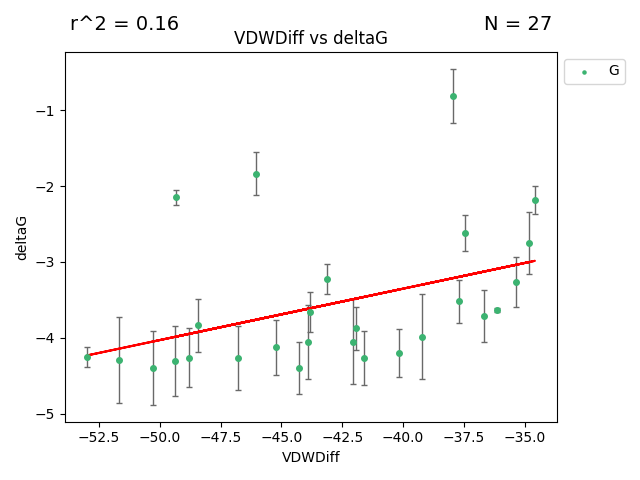 r^2 = 0.16
N = 27
VDWDiff vs deltaG
G
deltaG
−1
−2
−3
−4
−5
−52.5 −50.0 −47.5 −45.0 −42.5 −40.0 −37.5 −35.0
VDWDiff